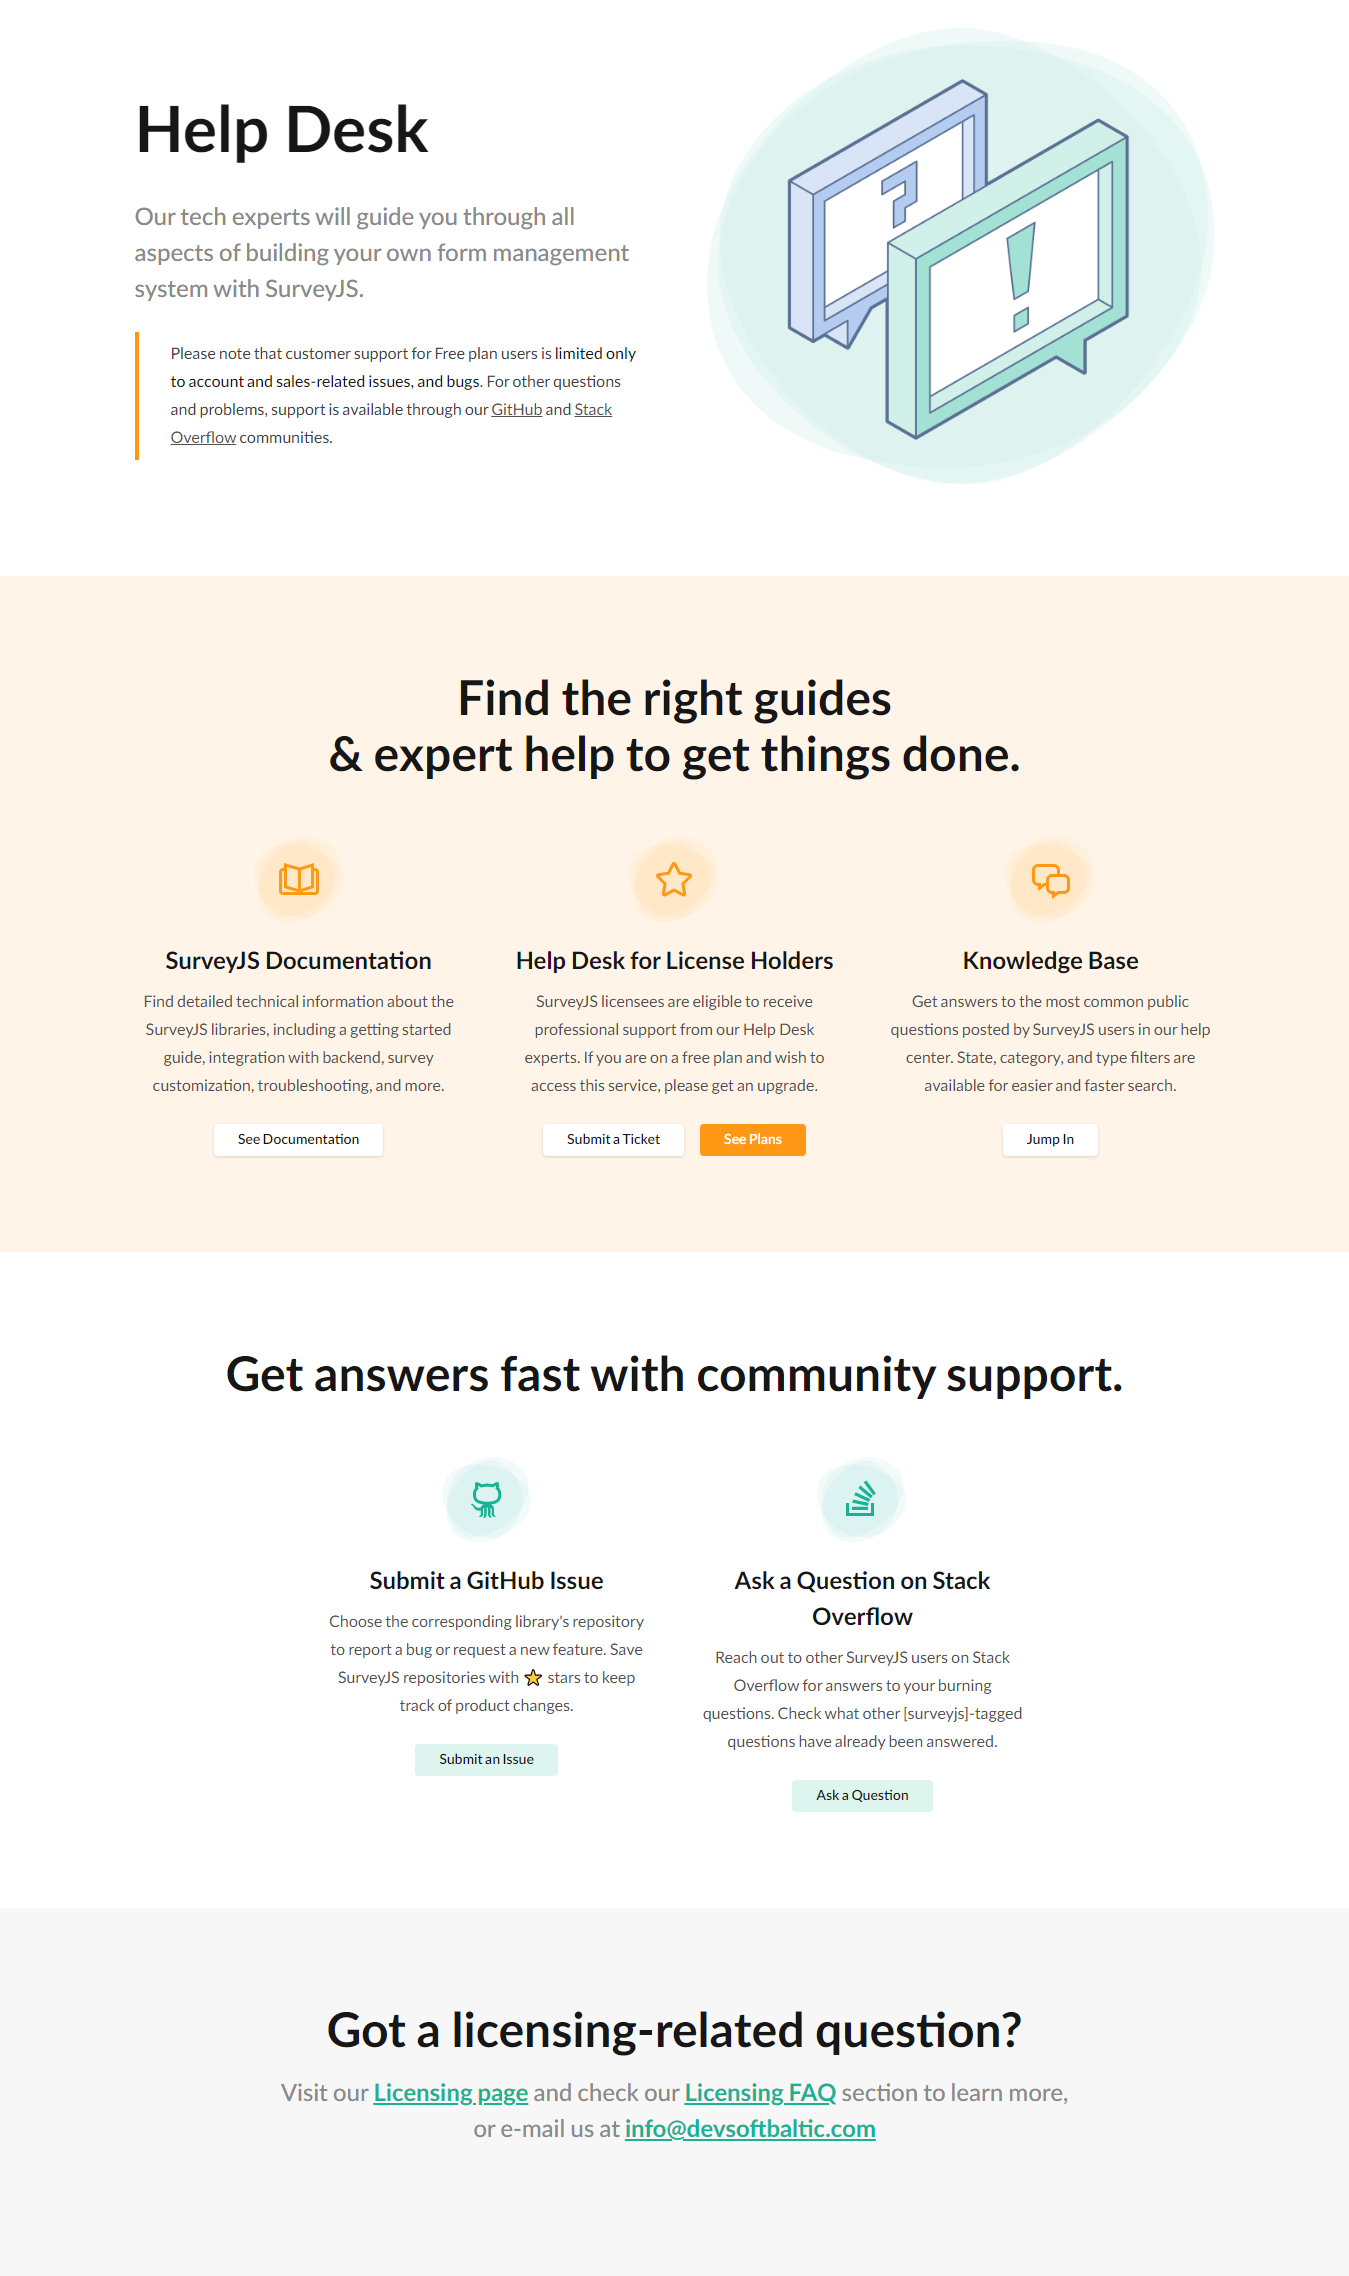 Help Desk
Our tech experts will guide you through all
aspects of building your own form management
system with SurveyJS.
Please note that customer support for Free plan users is limited only
to account and sales-related issues, and bugs. For other questions
and problems, support is available through our GitHub and Stack
Overflow communities.
Find the right guides
& expert help to get things done.
SurveyJS Documentation
Find detailed technical information about the
SurveyJS libraries, including a getting started
guide, integration with backend, survey
customization, troubleshooting, and more.
See Documentation
Help Desk for License Holders
SurveyJS licensees are eligible to receive
professional support from our Help Desk
experts. If you are on a free plan and wish to
access this service, please get an upgrade.
Submit a Ticket
See Plans
Knowledge Base
Get answers to the most common public
questions posted by SurveyJS users in our help
center. State, category, and type filters are
available for easier and faster search.
Jump In
Get answers fast with community support.
Submit a GitHub Issue
Choose the corresponding library's repository
to report a bug or request a new feature. Save
SurveyJS repositories with ⭐ stars to keep
track of product changes.
Submit an Issue
Ask a Question on Stack
Overflow
Reach out to other SurveyJS users on Stack
Overflow for answers to your burning
questions. Check what other [surveyjs]-tagged
questions have already been answered.
Ask a Question
Got a licensing-related question?
Visit our Licensing page and check our Licensing FAQ section to learn more,
or e-mail us at info@devsoftbaltic.com